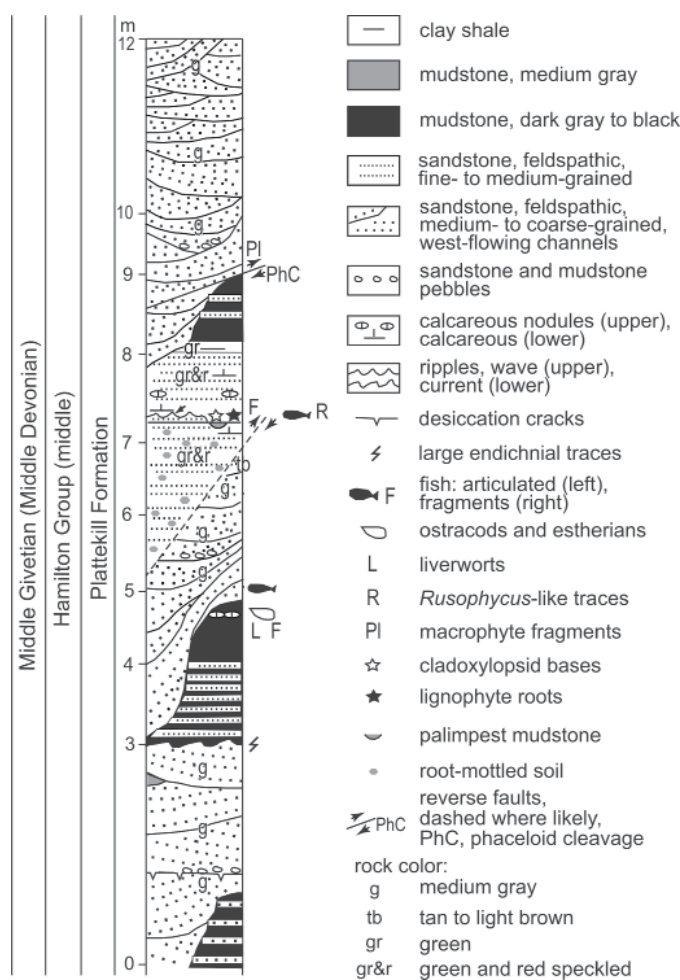 Middle Givetian (Middle Devonian)
Hamilton Group (middle)
Plattekill Formation
m
12
g
g
10
g
Pl
9
PhC
8
gr
gr&r
F
R
7
gr&r
tb
g
6
g
g
5
L F
4
3
g
g
g
0
clay shale
mudstone, medium gray
mudstone, dark gray to black
sandstone, feldspathic,
fine- to medium-grained
sandstone, feldspathic,
medium- to coarse-grained,
west-flowing channels
sandstone and mudstone
pebbles
calcareous nodules (upper),
calcareous (lower)
ripples, wave (upper),
current (lower)
desiccation cracks
large endichnial traces
F
fish: articulated (left),
fragments (right)
ostracods and estherians
L
liverworts
R
Rusophycus-like traces
Pl
macrophyte fragments
cladoxylopsid bases
lignophyte roots
palimpest mudstone
root-mottled soil
reverse faults,
dashed where likely,
PhC
PhC, phaceloid cleavage
rock color:
g
medium gray
tb
tan to light brown
gr
green
gr&r
green and red speckled